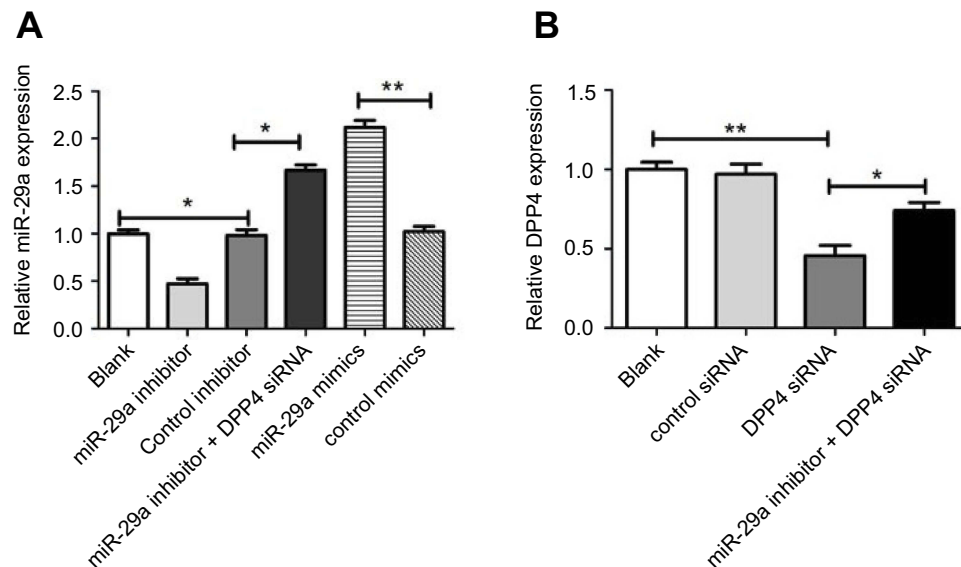 A
Relative miR-29a expression
2.5
2.0
1.5
1.0
0.5
0.0
*
*
**
Blank
miR-29a inhibitor
Control inhibitor
miR-29a inhibitor + DPP4 siRNA
miR-29a mimics
control mimics
B
Relative DPP4 expression
1.5
1.0
0.5
0.0
**
*
Blank
control siRNA
DPP4 siRNA
miR-29a inhibitor + DPP4 siRNA